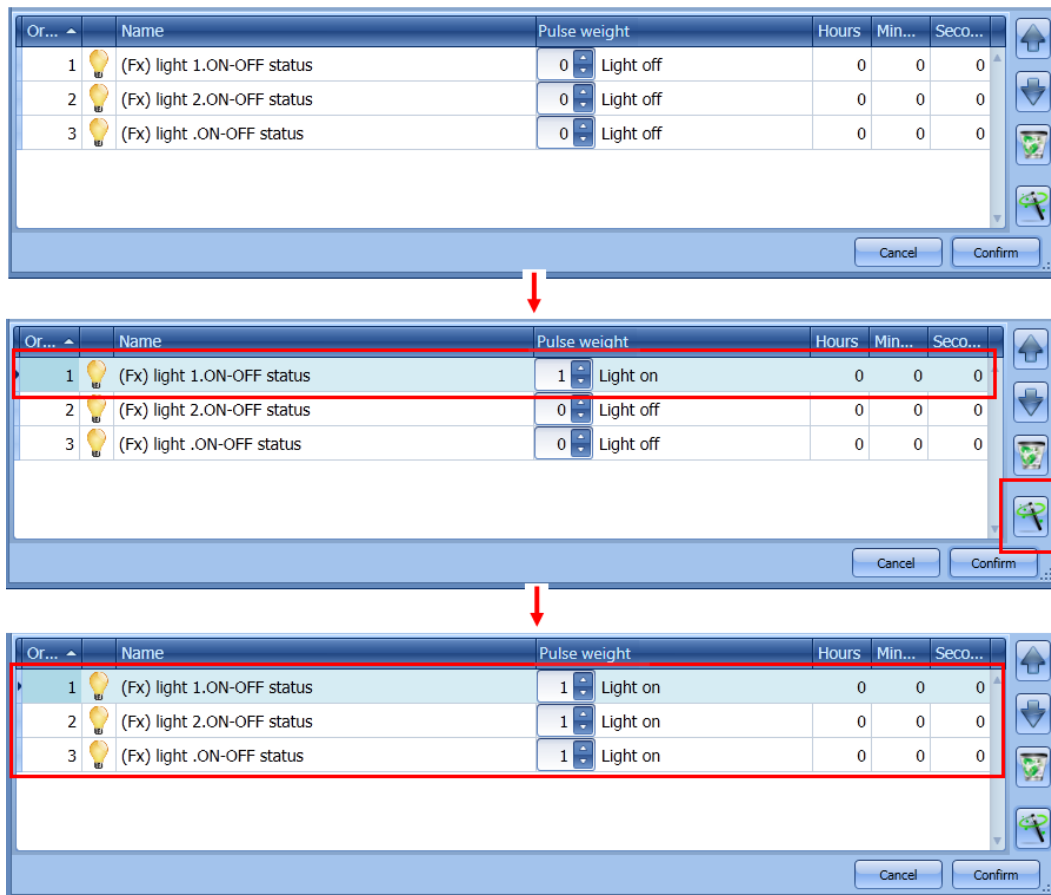 Or... Name Pulse weight Hours Min... Seco...
1 (Fx) light 1.ON-OFF status 0 Light off 0 0 0
2 (Fx) light 2.ON-OFF status 0 Light off 0 0 0
3 (Fx) light .ON-OFF status 0 Light off 0 0 0
Cancel Confirm
Or... Name Pulse weight Hours Min... Seco...
1 (Fx) light 1.ON-OFF status 1 Light on 0 0 0
2 (Fx) light 2.ON-OFF status 0 Light off 0 0 0
3 (Fx) light .ON-OFF status 0 Light off 0 0 0
Cancel Confirm
Or... Name Pulse weight Hours Min... Seco...
1 (Fx) light 1.ON-OFF status 1 Light on 0 0 0
2 (Fx) light 2.ON-OFF status 1 Light on 0 0 0
3 (Fx) light .ON-OFF status 1 Light on 0 0 0
Cancel Confirm